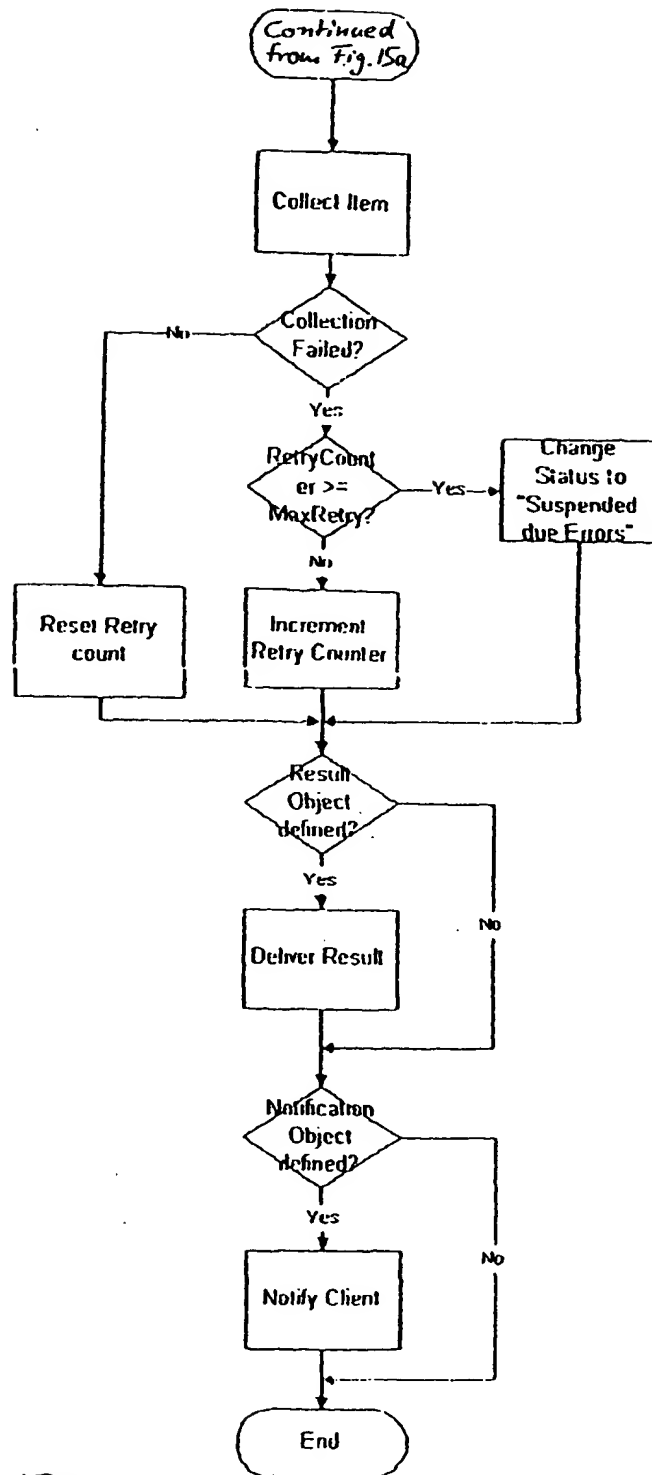 Continued
from Fig. 15a
Collect Item
Collection
Failed?
No
Yes
RetryCount
er >=
MaxRetry?
Yes
Change
Status to
"Suspended
due Errors"
No
Reset Retry
count
Increment
Retry Counter
Result
Object
defined?
Yes
No
Deliver Result
Notification
Object
defined?
Yes
No
Notify Client
End